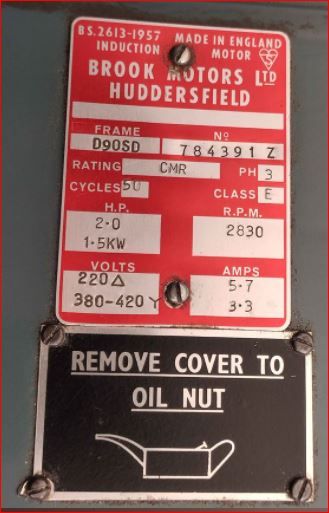 BS.2613-1957 MADE IN ENGLAND
INDUCTION MOTOR
BROOK MOTORS LTD
HUDDERSFIELD
FRAME Nº
D90SD 784391 Z
RATING CMR PH 3
CYCLES 50 CLASS E
H.P. R.P.M.
2·0 2830
1·5KW
VOLTS AMPS
220 Δ 5·7
380-420 Y 3·3
REMOVE COVER TO
OIL NUT